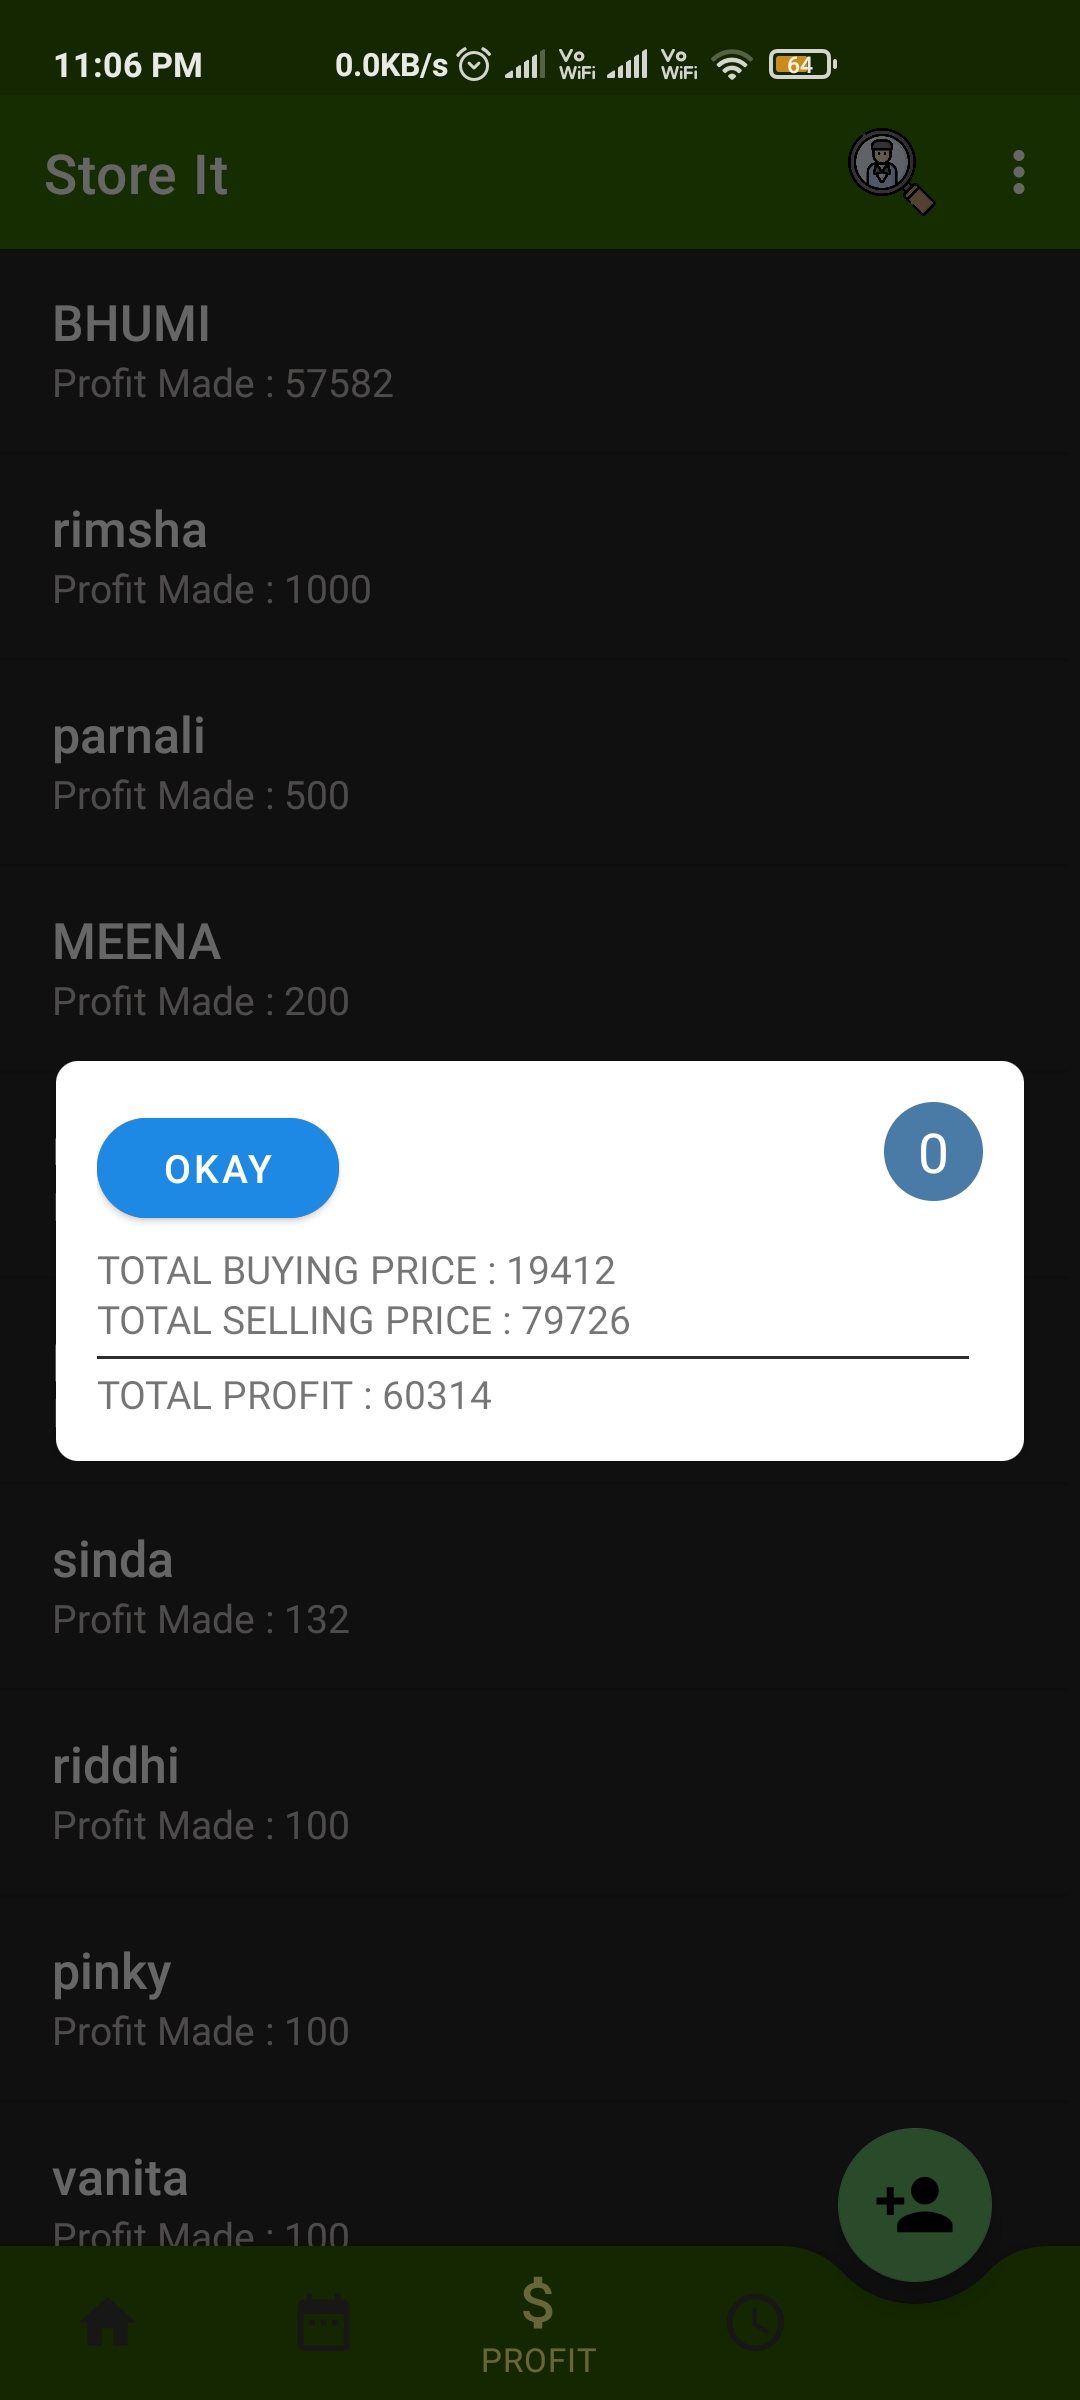 11:06 PM 0.0KB/s Vo WiFi Vo WiFi 64
Store It
BHUMI
Profit Made : 57582
rimsha
Profit Made : 1000
parnali
Profit Made : 500
MEENA
Profit Made : 200
OKAY
0
TOTAL BUYING PRICE : 19412
TOTAL SELLING PRICE : 79726
TOTAL PROFIT : 60314
sinda
Profit Made : 132
riddhi
Profit Made : 100
pinky
Profit Made : 100
vanita
Profit Made : 100
$
PROFIT